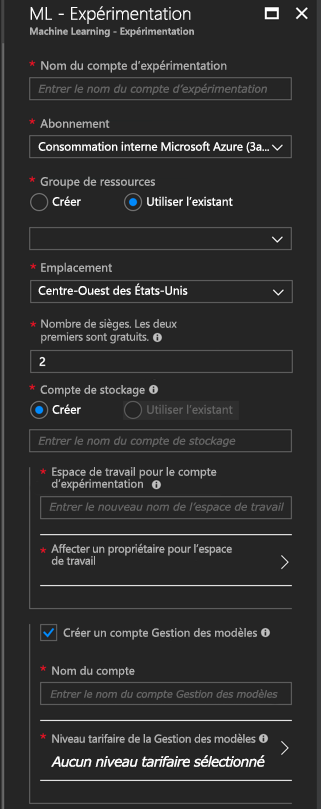 ML - Expérimentation
Machine Learning - Expérimentation
* Nom du compte d'expérimentation
Entrer le nom du compte d'expérimentation
* Abonnement
Consommation interne Microsoft Azure (3a...
* Groupe de ressources
Créer
Utiliser l'existant
* Emplacement
Centre-Ouest des États-Unis
* Nombre de sièges. Les deux
premiers sont gratuits.
2
* Compte de stockage
Créer
Utiliser l'existant
Entrer le nom du compte de stockage
* Espace de travail pour le compte
d'expérimentation
Entrer le nouveau nom de l'espace de travail
* Affecter un propriétaire pour l'espace
de travail
Créer un compte Gestion des modèles
* Nom du compte
Entrer le nom du compte Gestion des modèles
* Niveau tarifaire de la Gestion des modèles
Aucun niveau tarifaire sélectionné